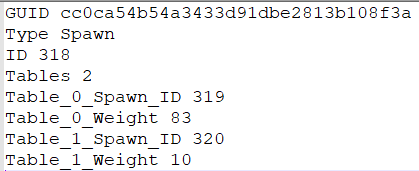 GUID cc0ca54b54a3433d91dbe2813b108f3a
Type Spawn
ID 318
Tables 2
Table_0_Spawn_ID 319
Table_0_Weight 83
Table_1_Spawn_ID 320
Table_1_Weight 10